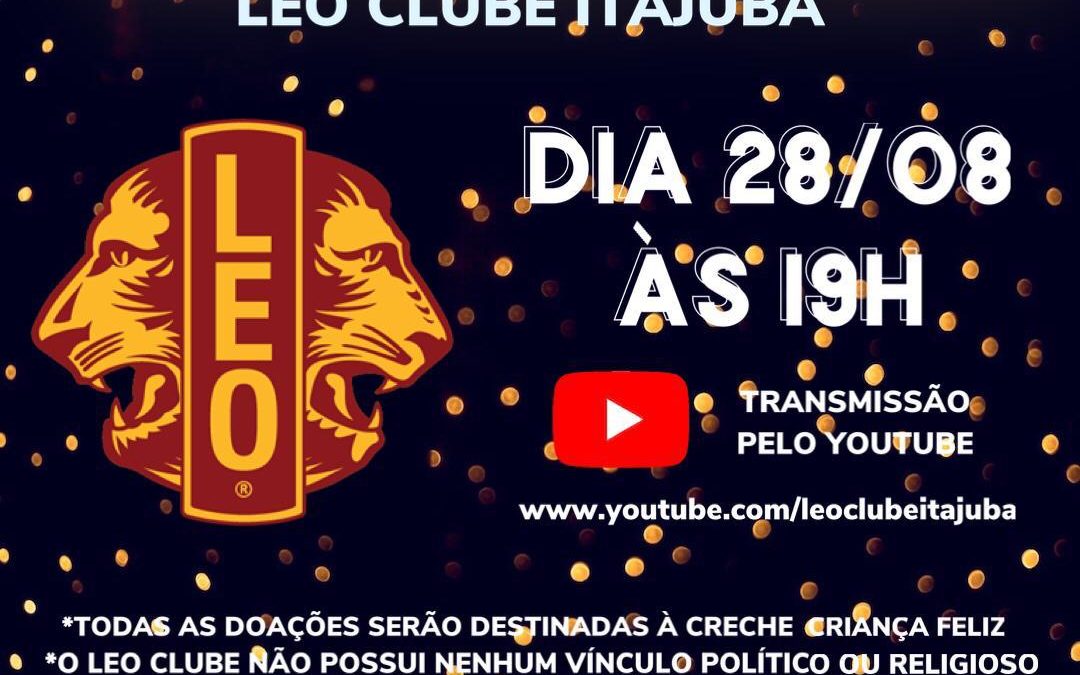 LEO CLUBE ITAJUBÁ
LEO
®
DIA 28/08
ÀS 19H
TRANSMISSÃO
PELO YOUTUBE
www.youtube.com/leoclubeitajuba
*TODAS AS DOAÇÕES SERÃO DESTINADAS À CRECHE CRIANÇA FELIZ
*O LEO CLUBE NÃO POSSUI NENHUM VÍNCULO POLÍTICO OU RELIGIOSO